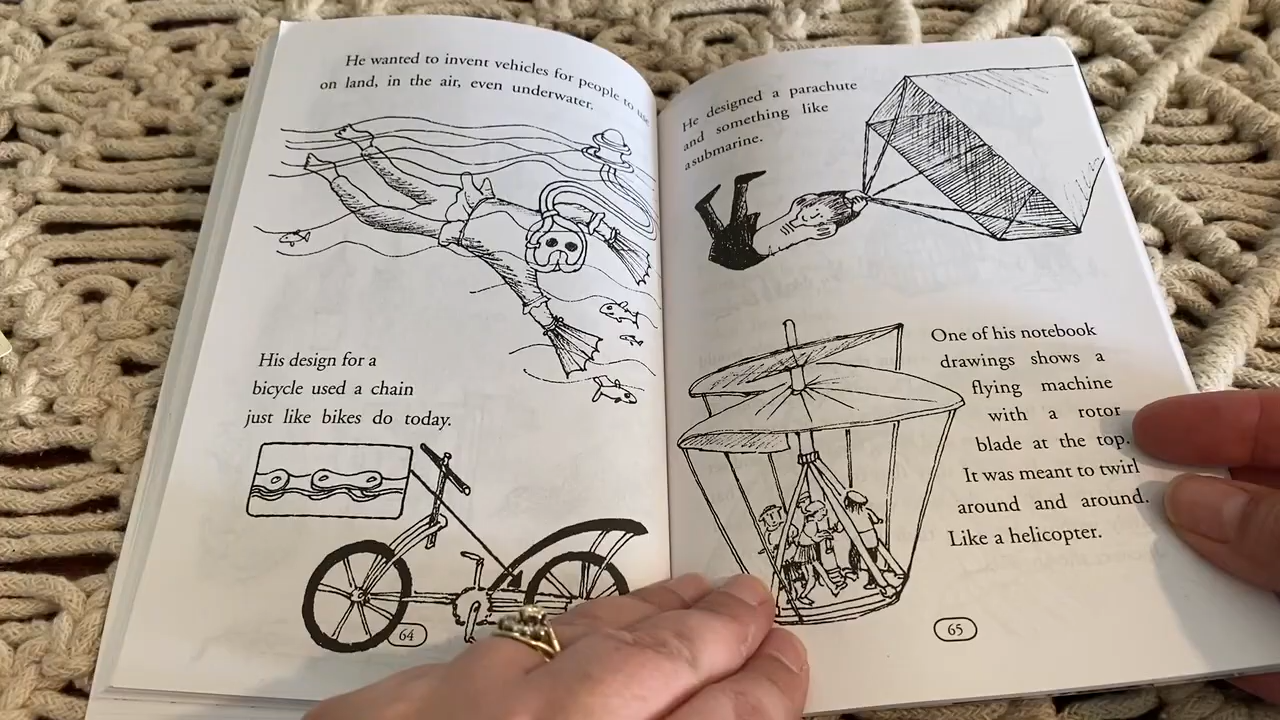 He wanted to invent vehicles for people to use
on land, in the air, even underwater.
His design for a
bicycle used a chain
just like bikes do today.
64
He designed a parachute
and something like
a submarine.
One of his notebook
drawings shows a
flying machine
with a rotor
blade at the top.
It was meant to twirl
around and around.
Like a helicopter.
65